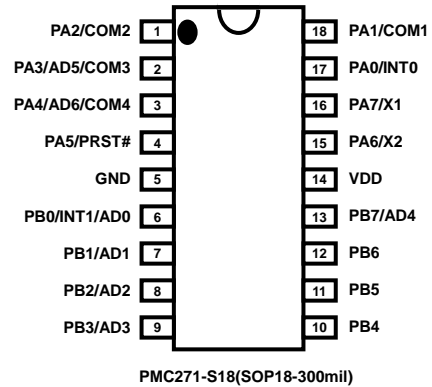 PA2/COM2 1 18 PA1/COM1
PA3/AD5/COM3 2 17 PA0/INT0
PA4/AD6/COM4 3 16 PA7/X1
PA5/PRST# 4 15 PA6/X2
GND 5 14 VDD
PB0/INT1/AD0 6 13 PB7/AD4
PB1/AD1 7 12 PB6
PB2/AD2 8 11 PB5
PB3/AD3 9 10 PB4
PMC271-S18(SOP18-300mil)